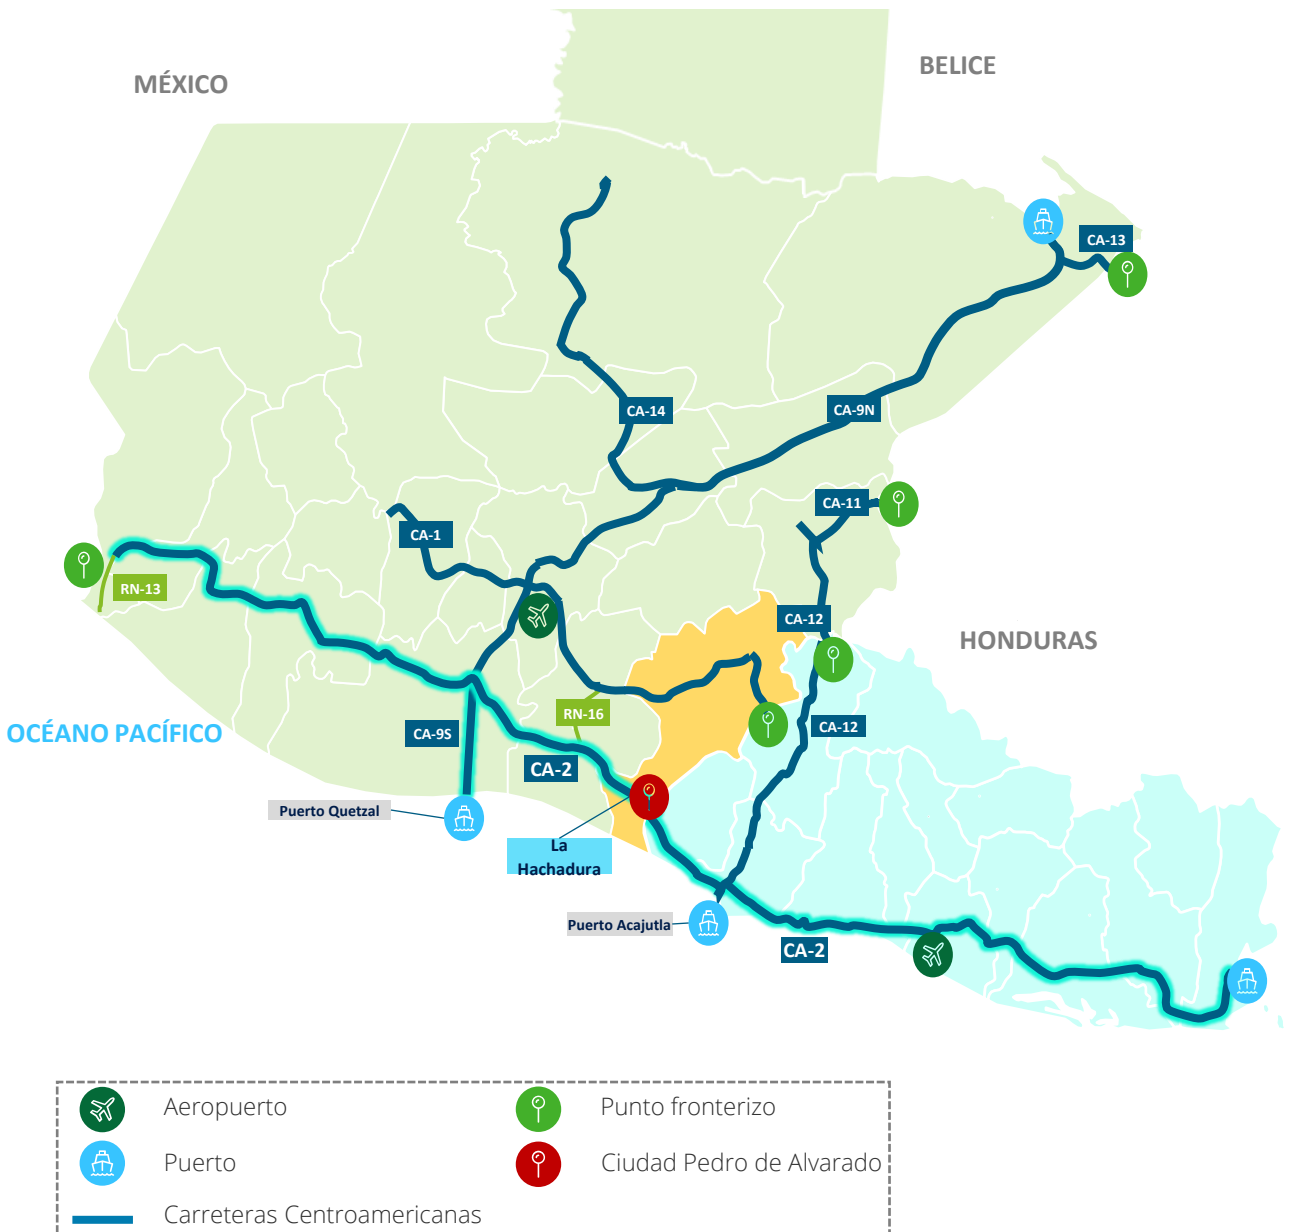 BELICE
MÉXICO
CA-13
CA-14
CA-9N
CA-11
CA-1
RN-13
CA-12
HONDURAS
RN-16
OCÉANO PACÍFICO
CA-9S
CA-12
CA-2
Puerto Quetzal
La
Hachadura
Puerto Acajutla
CA-2
Aeropuerto
Punto fronterizo
Puerto
Ciudad Pedro de Alvarado
Carreteras Centroamericanas